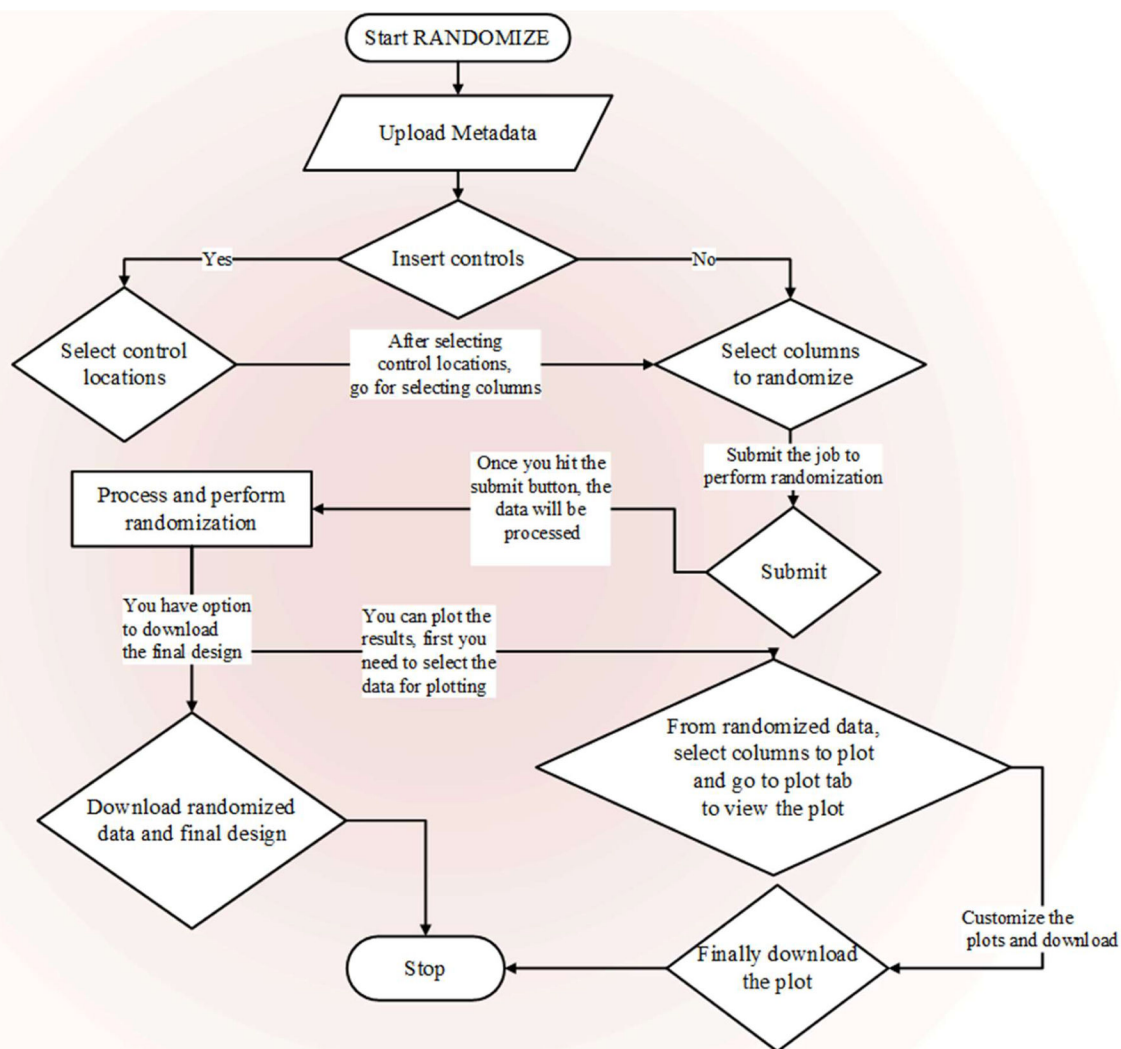 Start RANDOMIZE
Upload Metadata
Insert controls
Yes
No
Select control
locations
After selecting
control locations,
go for selecting columns
Select columns
to randomize
Submit the job to
perform randomization
Once you hit the
submit button, the
data will be
processed
Process and perform
randomization
Submit
You have option
to download
the final design
You can plot the
results, first you
need to select the
data for plotting
From randomized data,
select columns to plot
and go to plot tab
to view the plot
Download randomized
data and final design
Customize the
plots and download
Finally download
the plot
Stop